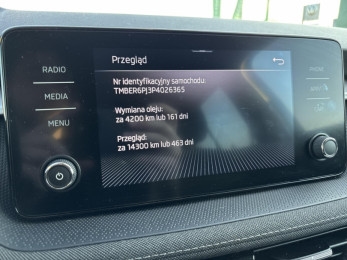 Przegląd
RADIO
MEDIA
MENU
Nr identyfikacyjny samochodu:
TMBER6PJ3P4026365
Wymiana oleju:
za 4200 km lub 161 dni
Przegląd:
za 14300 km lub 463 dni
PHONE